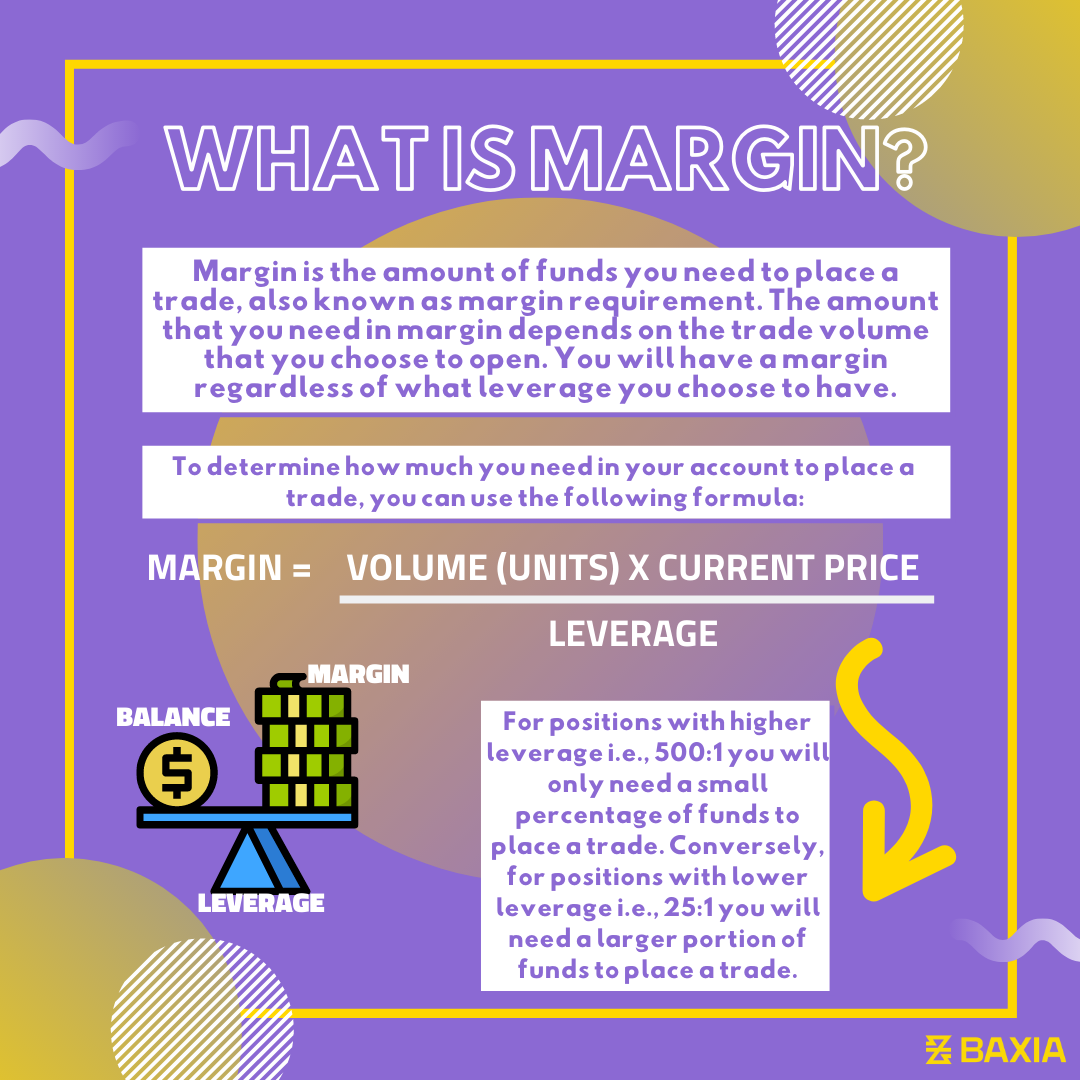 WHAT IS MARGIN?
Margin is the amount of funds you need to place a
trade, also known as margin requirement. The amount
that you need in margin depends on the trade volume
that you choose to open. You will have a margin
regardless of what leverage you choose to have.
To determine how much you need in your account to place a
trade, you can use the following formula:
MARGIN = VOLUME (UNITS) X CURRENT PRICE
LEVERAGE
MARGIN
BALANCE
$
LEVERAGE
For positions with higher
leverage i.e., 500:1 you will
only need a small
percentage of funds to
place a trade. Conversely,
for positions with lower
leverage i.e., 25:1 you will
need a larger portion of
funds to place a trade.
BAXIA